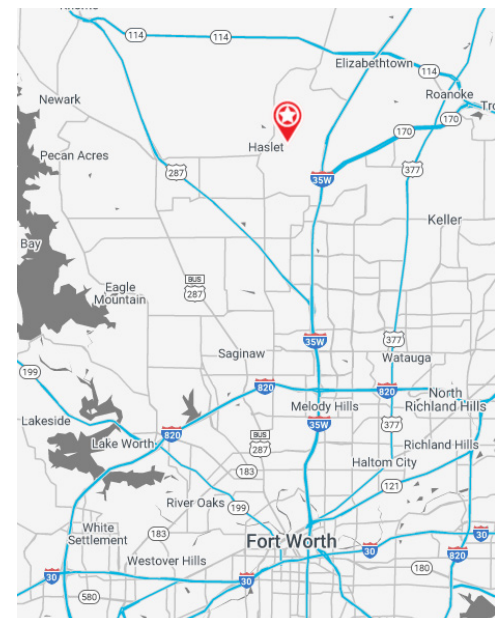 Rhome
114
Elizabethtown
114
Newark
Roanoke
Tro
170
170
Haslet
Pecan Acres
287
35W
377
Keller
Bay
Eagle
Mountain
BUS
287
35W
377
Saginaw
Watauga
199
820
820
North
Richland Hills
Melody Hills
Lakeside
820
35W
377
Lake Worth
BUS
287
Richland Hills
183
Haltom City
121
River Oaks
199
White
Settlement
183
Fort Worth
30
Westover Hills
30
820
30
30
180
580